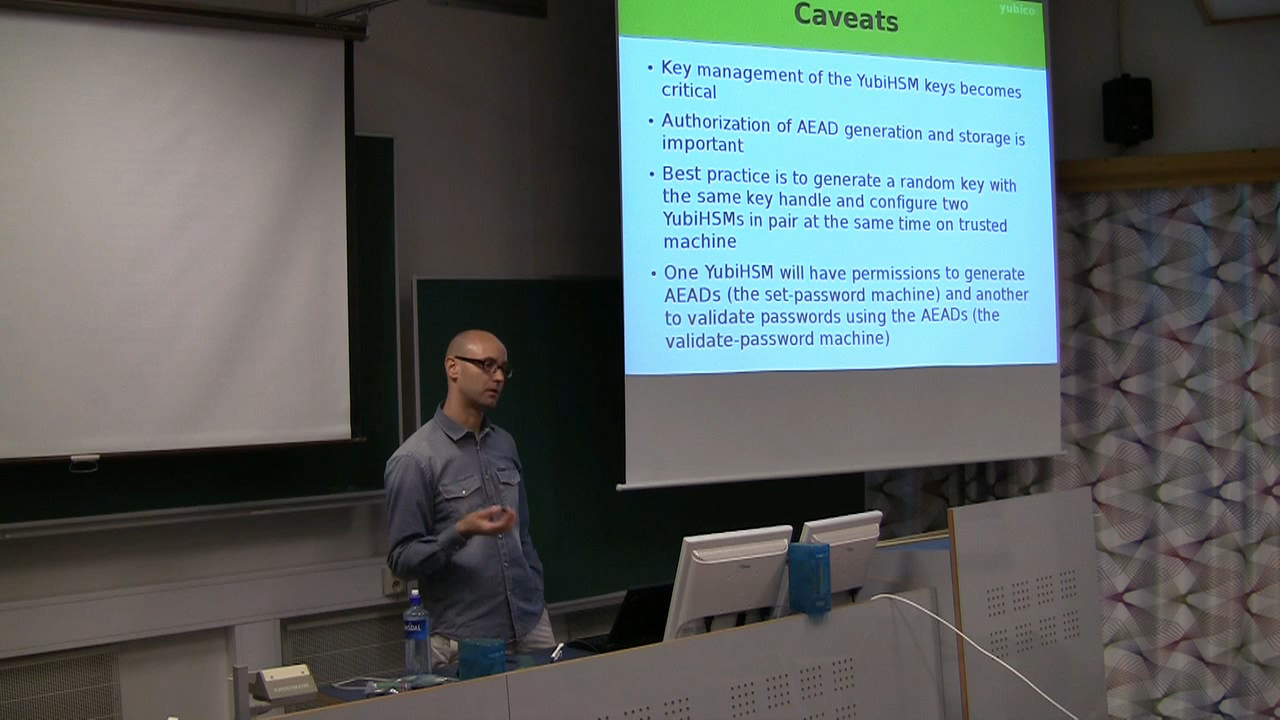 yubico
Caveats
• Key management of the YubiHSM keys becomes
critical
• Authorization of AEAD generation and storage is
important
• Best practice is to generate a random key with
the same key handle and configure two
YubiHSMs in pair at the same time on trusted
machine
• One YubiHSM will have permissions to generate
AEADs (the set-password machine) and another
to validate passwords using the AEADs (the
validate-password machine)